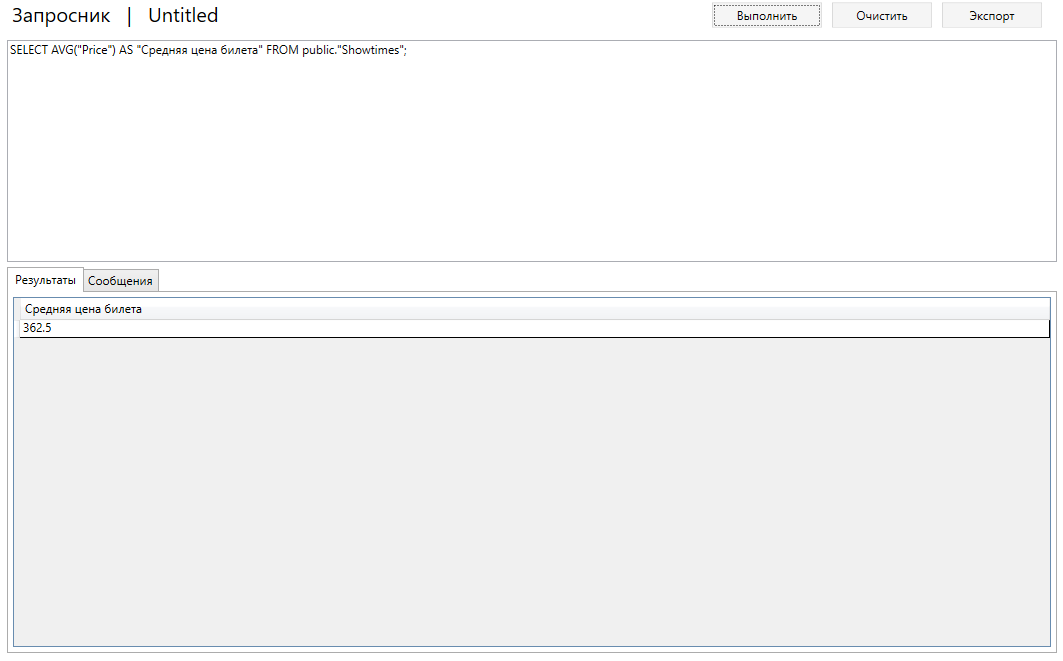 Запросник | Untitled
Выполнить Очистить Экспорт
SELECT AVG("Price") AS "Средняя цена билета" FROM public."Showtimes";
Результаты Сообщения
Средняя цена билета
362.5